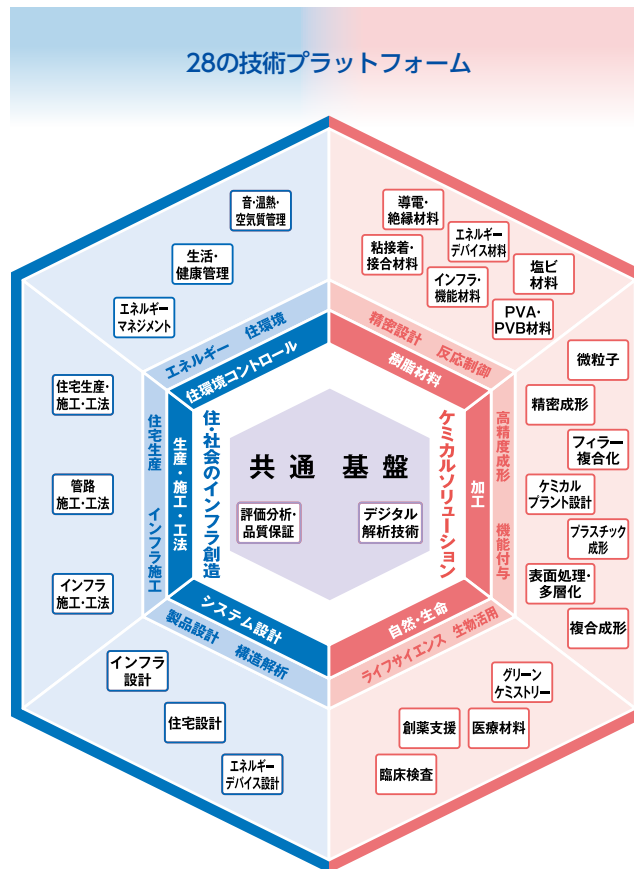 28の技術プラットフォーム
音・温熱・
空気質管理
生活・
健康管理
エネルギー
マネジメント
エネルギー 住環境
住環境コントロール
導電・
絶縁材料
エネルギー
デバイス材料
粘接着・
接合材料
塩ビ
材料
インフラ・
機能材料
PVA・
PVB材料
精密設計 反応制御
樹脂材料
住宅生産・
施工・工法
管路
施工・工法
インフラ
施工・工法
住宅生産 インフラ施工
生産・施工・工法
住・社会のインフラ創造
共通 基盤
評価分析・
品質保証
デジタル
解析技術
ケミカルソリューション
加工
高精度成形 機能付与
微粒子
精密成形
フィラー
複合化
ケミカル
プラント設計
プラスチック
成形
表面処理・
多層化
複合成形
システム設計
製品設計 構造解析
インフラ
設計
住宅設計
エネルギー
デバイス設計
自然・生命
ライフサイエンス 生物活用
グリーン
ケミストリー
創薬支援
医療材料
臨床検査